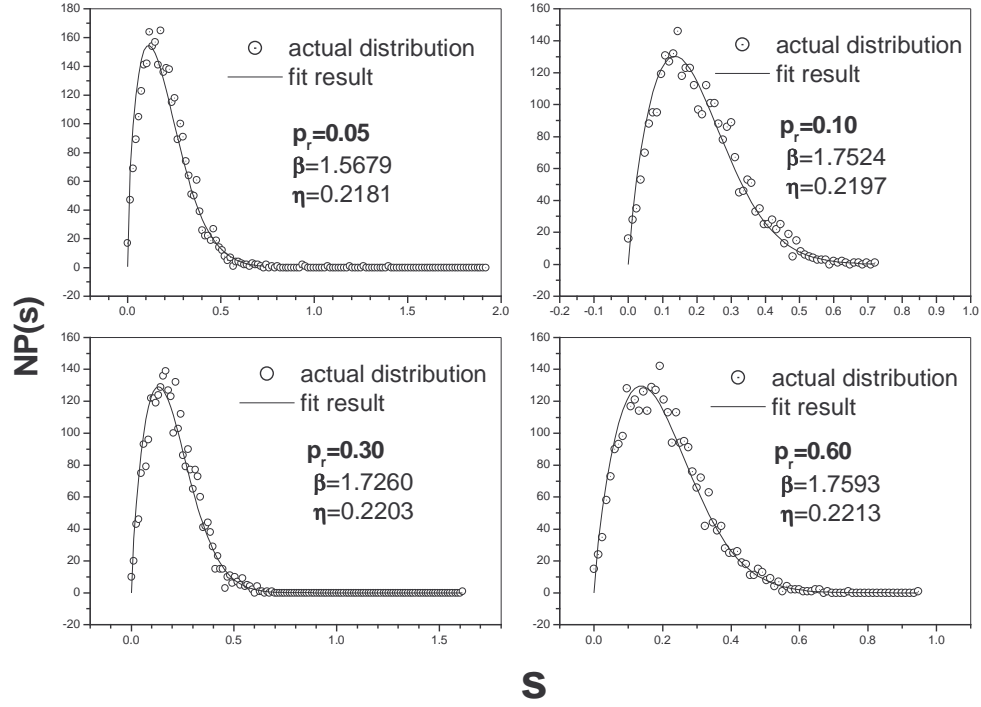 180
160
140
120
100
80
60
40
20
0
-20
0.0 0.5 1.0 1.5 2.0
actual distribution
fit result
pr=0.05
β=1.5679
η=0.2181
160
140
120
100
80
60
40
20
0
-20
-0.2 -0.1 0.0 0.1 0.2 0.3 0.4 0.5 0.6 0.7 0.8 0.9 1.0
actual distribution
fit result
pr=0.10
β=1.7524
η=0.2197
NP(s)
160
140
120
100
80
60
40
20
0
-20
0.0 0.5 1.0 1.5
actual distribution
fit result
pr=0.30
β=1.7260
η=0.2203
160
140
120
100
80
60
40
20
0
-20
0.0 0.2 0.4 0.6 0.8 1.0
actual distribution
fit result
pr=0.60
β=1.7593
η=0.2213
s